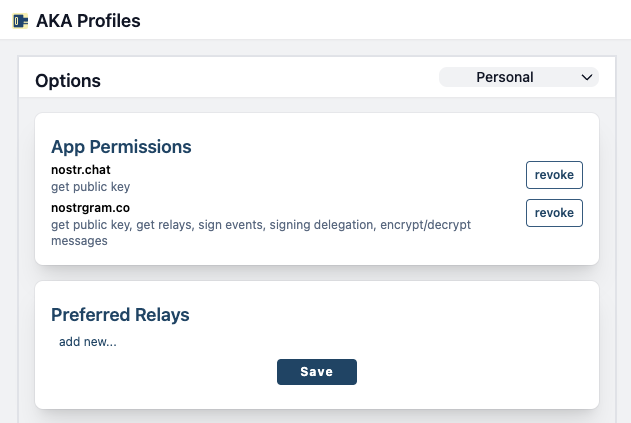 AKA Profiles
Options
Personal
App Permissions
nostr.chat
get public key
revoke
nostrgram.co
get public key, get relays, sign events, signing delegation, encrypt/decrypt
messages
revoke
Preferred Relays
add new...
Save